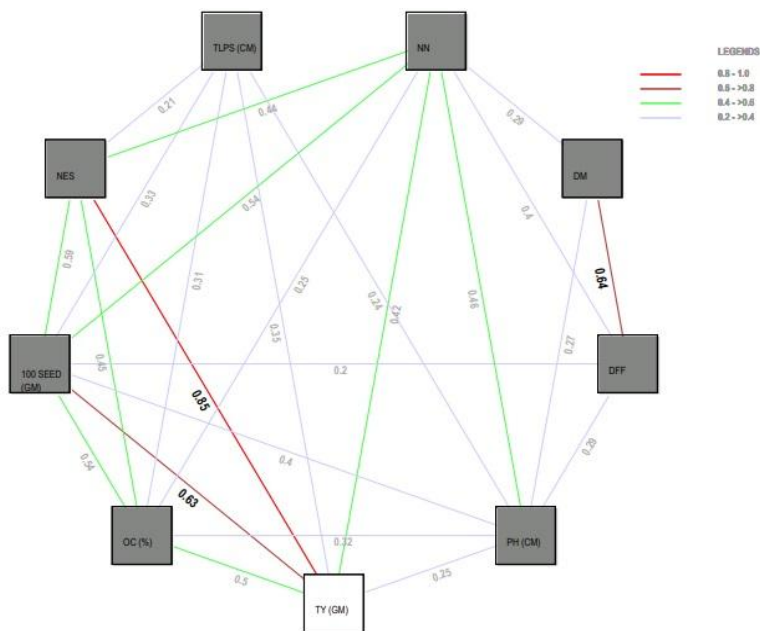 TLPS (CM)
NN
LEGENDS
0.8 - 1.0
0.6 - >0.8
0.4 - >0.6
0.2 - >0.4
0.21
0.44
0.29
NES
DM
0.33
0.54
0.4
0.59
0.31
0.25
0.24
0.42
0.46
0.64
0.35
0.27
100 SEED
(GM)
0.45
0.2
DFF
0.85
0.54
0.4
0.29
0.63
OC (%)
0.32
PH (CM)
0.5
0.25
TY (GM)